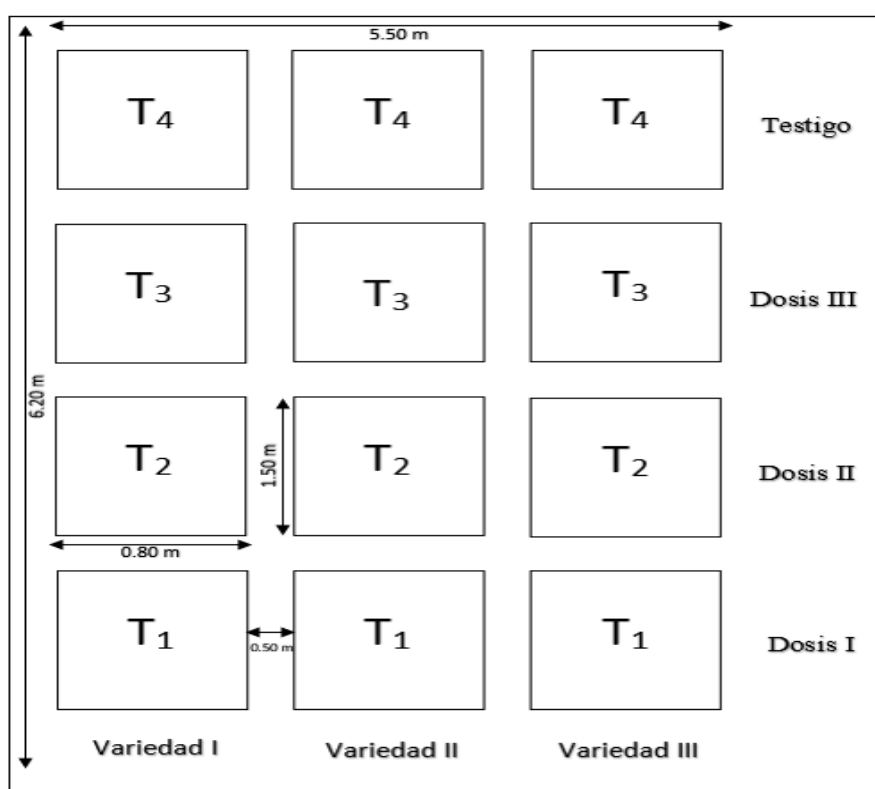 5.50 m
T4 T4 T4 Testigo
T3 T3 T3 Dosis III
6.20 m
T2 1.50 m T2 T2 Dosis II
0.80 m
T1 0.50 m T1 T1 Dosis I
Variedad I Variedad II Variedad III